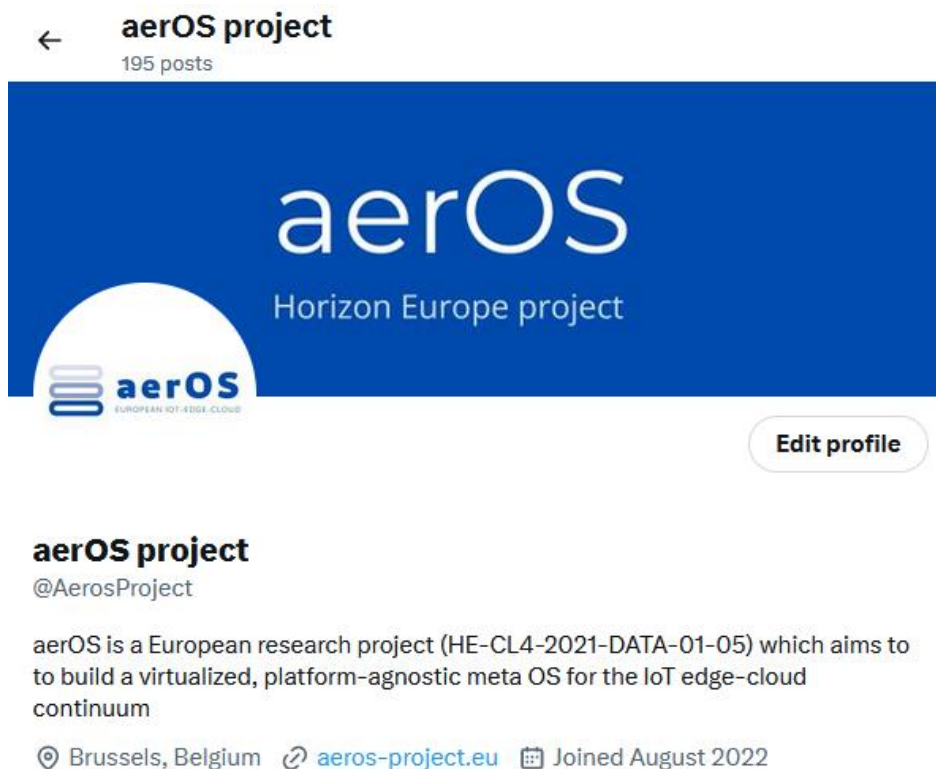 aerOS project
195 posts
aerOS
Horizon Europe project
aerOS
EUROPEAN IOT-EDGE-CLOUD
Edit profile
aerOS project
@AerosProject
aerOS is a European research project (HE-CL4-2021-DATA-01-05) which aims to
to build a virtualized, platform-agnostic meta OS for the IoT edge-cloud
continuum
Brussels, Belgium aeros-project.eu Joined August 2022